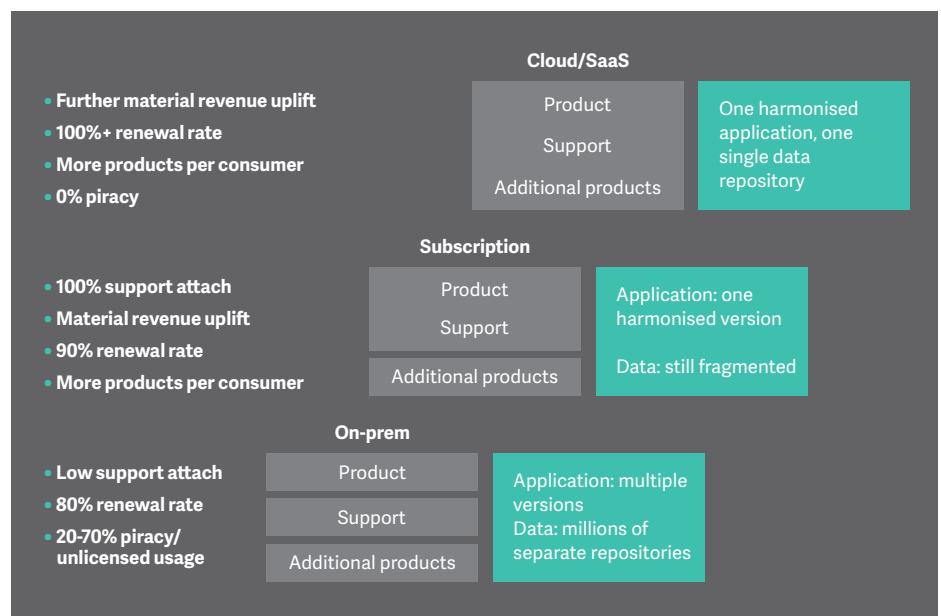 Cloud/SaaS
• Further material revenue uplift
• 100%+ renewal rate
• More products per consumer
• 0% piracy
Product
Support
Additional products
One harmonised
application, one
single data
repository
Subscription
• 100% support attach
• Material revenue uplift
• 90% renewal rate
• More products per consumer
Product
Support
Additional products
Application: one
harmonised version
Data: still fragmented
On-prem
• Low support attach
• 80% renewal rate
• 20-70% piracy/
unlicensed usage
Product
Support
Additional products
Application: multiple
versions
Data: millions of
separate repositories